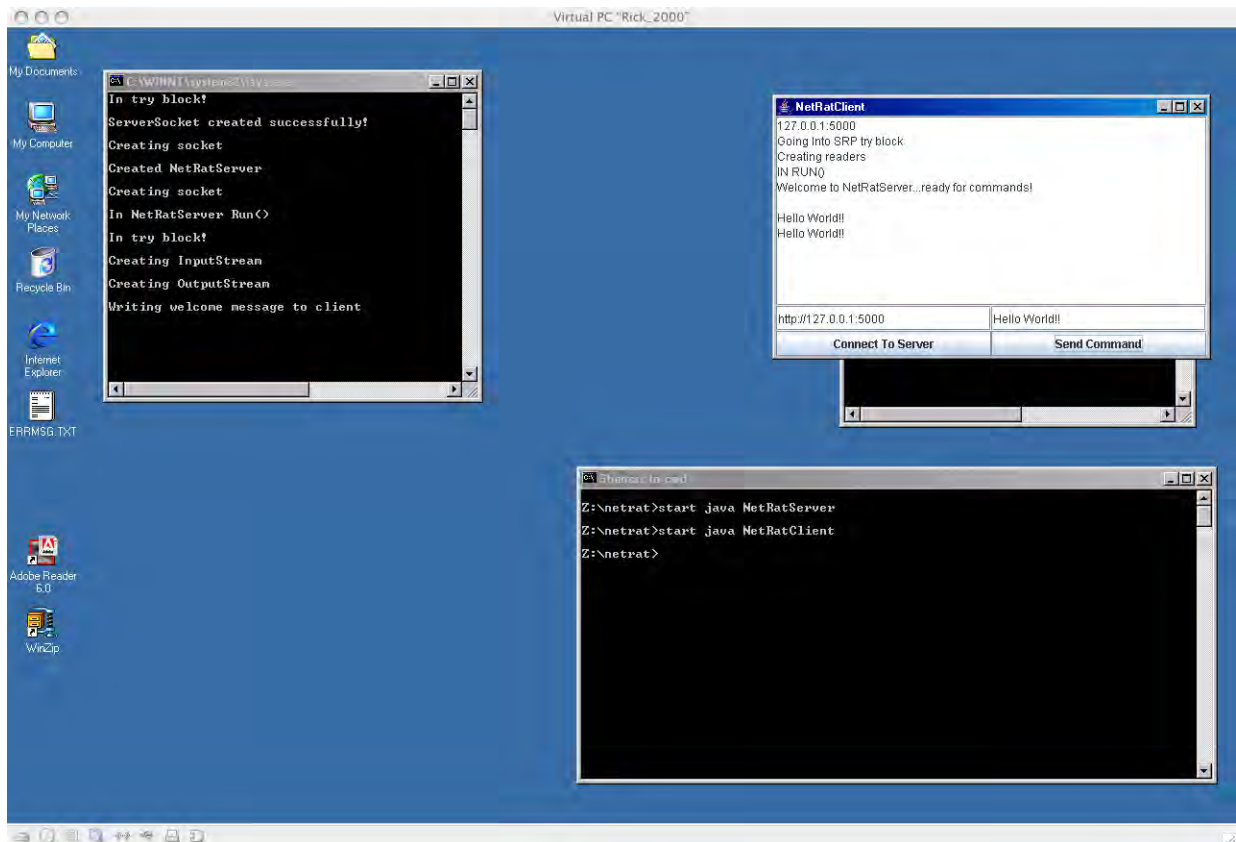 Virtual PC "Rick_2000"
My Documents
My Computer
My Network
Places
Recycle Bin
Internet
Explorer
ERRMSG.TXT
Adobe Reader
6.0
WinZip
In try block!
ServerSocket created successfully!
Creating socket
Created NetRatServer
Creating socket
In NetRatServer Run()
In try block!
Creating InputStream
Creating OutputStream
Writing welcome message to client
NetRatClient
127.0.0.1:5000
Going Into SRP try block
Creating readers
IN RUN()
Welcome to NetRatServer...ready for commands!
Hello World!!
Hello World!!
http://127.0.0.1:5000
Hello World!!
Connect To Server
Send Command
Z:\netrat>start java NetRatServer
Z:\netrat>start java NetRatClient
Z:\netrat>